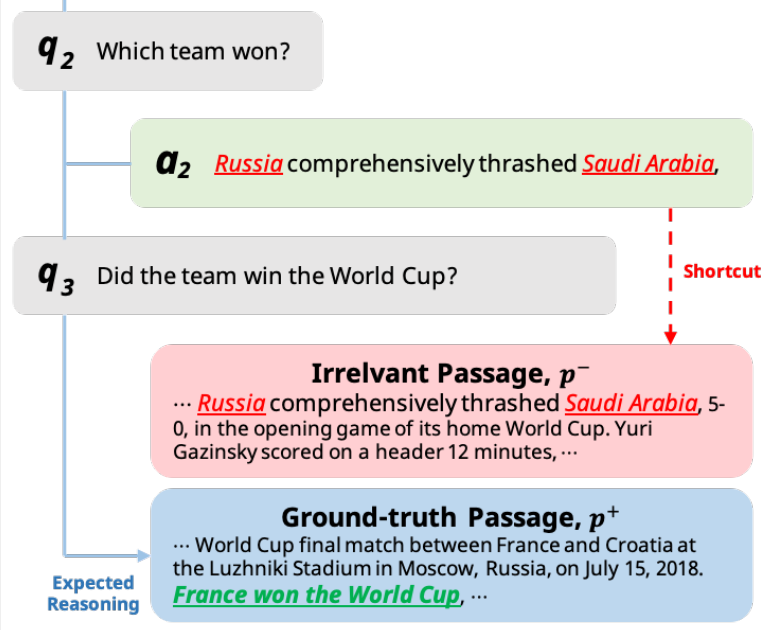 q2 Which team won?
a2 Russia comprehensively thrashed Saudi Arabia,
q3 Did the team win the World Cup?
Shortcut
Irrelvant Passage, p−
··· Russia comprehensively thrashed Saudi Arabia, 5-
0, in the opening game of its home World Cup. Yuri
Gazinsky scored on a header 12 minutes, ···
Ground-truth Passage, p+
··· World Cup final match between France and Croatia at
the Luzhniki Stadium in Moscow, Russia, on July 15, 2018.
France won the World Cup, ···
Expected
Reasoning